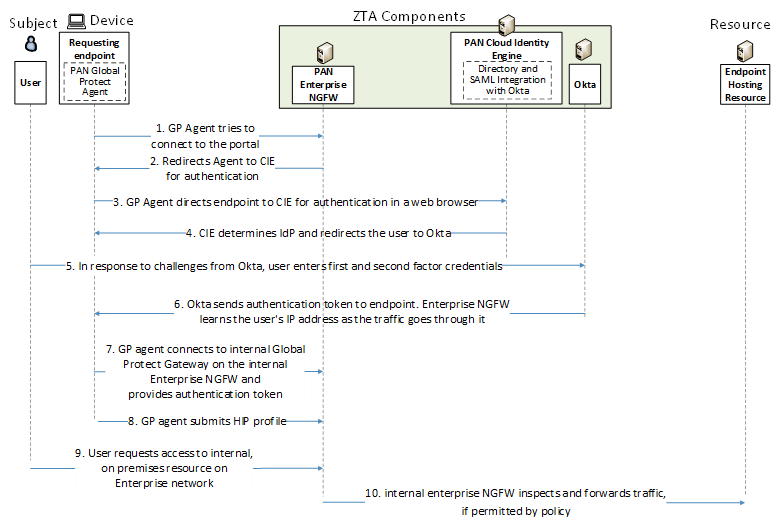 Subject
Device
ZTA Components
Resource
User
Requesting
endpoint
PAN Global
Protect
Agent
PAN
Enterprise
NGFW
PAN Cloud Identity
Engine
Directory and
SAML Integration
with Okta
Okta
Endpoint
Hosting
Resource
1. GP Agent tries to
connect to the portal
2. Redirects Agent to CIE
for authentication
3. GP Agent directs endpoint to CIE for authentication in a web browser
4. CIE determines IdP and redirects the user to Okta
5. In response to challenges from Okta, user enters first and second factor credentials
6. Okta sends authentication token to endpoint. Enterprise NGFW
learns the user's IP address as the traffic goes through it
7. GP agent connects to internal Global
Protect Gateway on the internal
Enterprise NGFW and
provides authentication token
8. GP agent submits HIP profile
9. User requests access to internal,
on premises resource on
Enterprise network
10. internal enterprise NGFW inspects and forwards traffic,
if permitted by policy